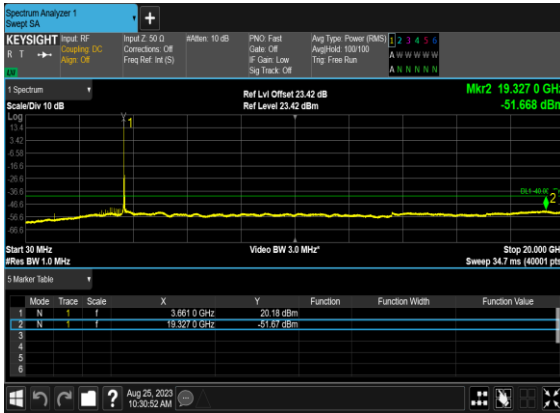 Spectrum Analyzer 1
Swept SA
+
KEYSIGHT Input: RF Input Z: 50 Ω #Atten: 10 dB PNO: Fast Avg Type: Power (RMS) 1 2 3 4 5 6
R T Coupling: DC Corrections: Off Gate: Off Avg|Hold: 100/100 A W W W W W
Align: Off Freq Ref: Int (S) IF Gain: Low Trig: Free Run A N N N N N
Sig Track: Off
LXI
1 Spectrum Ref Lvl Offset 23.42 dB Mkr2 19.327 0 GHz
Scale/Div 10 dB Ref Level 23.42 dBm -51.668 dBm
Log
1
13.4
3.42
-6.58
-16.6
-26.6
-36.6
DL1 -40.00
2
-46.6
-56.6
-66.6
Start 30 MHz Video BW 3.0 MHz* Stop 20.000 GHz
#Res BW 1.0 MHz Sweep 34.7 ms (40001 pts)
5 Marker Table
Mode Trace Scale X Y Function Function Width Function Value
1 N 1 f 3.661 0 GHz 20.18 dBm
2 N 1 f 19.327 0 GHz -51.67 dBm
3
4
5
6
? Aug 25, 2023
10:30:52 AM